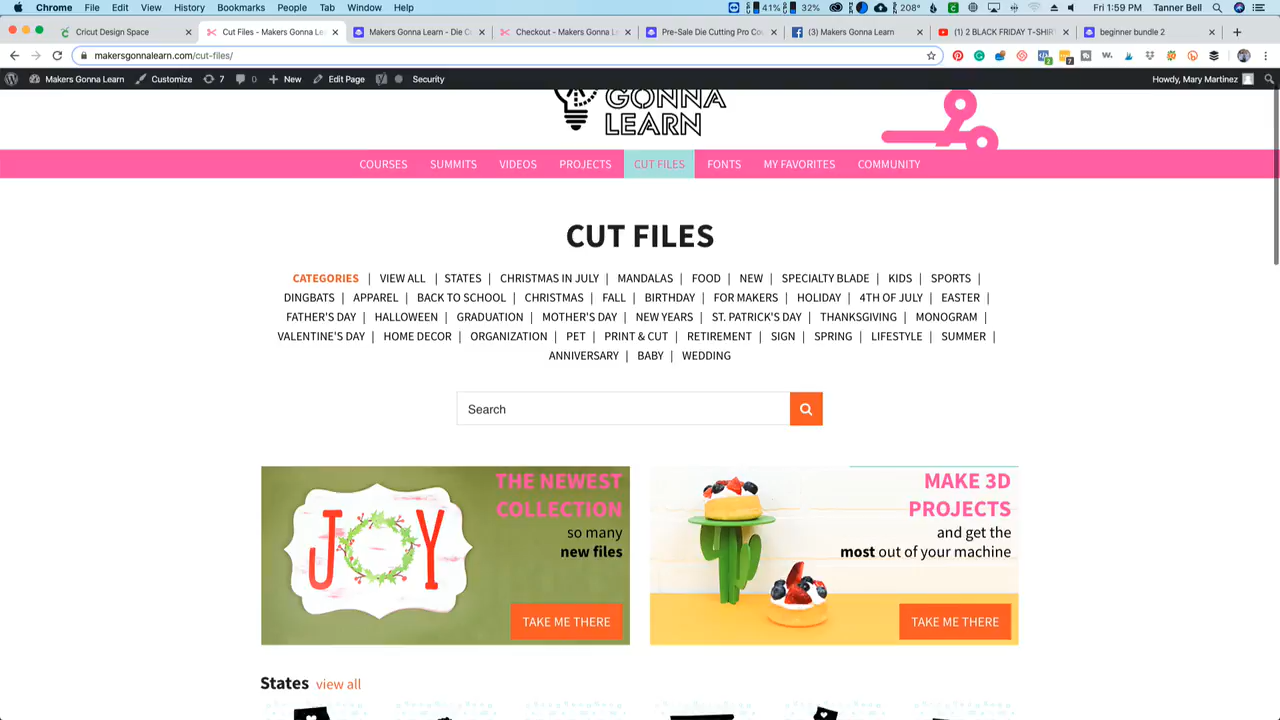 Chrome File Edit View History Bookmarks People Tab Window Help 41% 32% 208° Fri 1:59 PM Tanner Bell
Cricut Design Space Cut Files - Makers Gonna Le Makers Gonna Learn - Die C Checkout - Makers Gonna L Pre-Sale Die Cutting Pro Cou (3) Makers Gonna Learn (1) 2 BLACK FRIDAY T-SHIR beginner bundle 2
makersgonnalearn.com/cut-files/
Makers Gonna Learn Customize 7 0 New Edit Page Security Howdy, Mary Martinez
GONNA
LEARN
COURSES SUMMITS VIDEOS PROJECTS CUT FILES FONTS MY FAVORITES COMMUNITY
CUT FILES
CATEGORIES | VIEW ALL | STATES | CHRISTMAS IN JULY | MANDALAS | FOOD | NEW | SPECIALTY BLADE | KIDS | SPORTS |
DINGBATS | APPAREL | BACK TO SCHOOL | CHRISTMAS | FALL | BIRTHDAY | FOR MAKERS | HOLIDAY | 4TH OF JULY | EASTER |
FATHER'S DAY | HALLOWEEN | GRADUATION | MOTHER'S DAY | NEW YEARS | ST. PATRICK'S DAY | THANKSGIVING | MONOGRAM |
VALENTINE'S DAY | HOME DECOR | ORGANIZATION | PET | PRINT & CUT | RETIREMENT | SIGN | SPRING | LIFESTYLE | SUMMER |
ANNIVERSARY | BABY | WEDDING
Search
JOY
THE NEWEST
COLLECTION
so many
new files
TAKE ME THERE
MAKE 3D
PROJECTS
and get the
most out of your machine
TAKE ME THERE
States view all